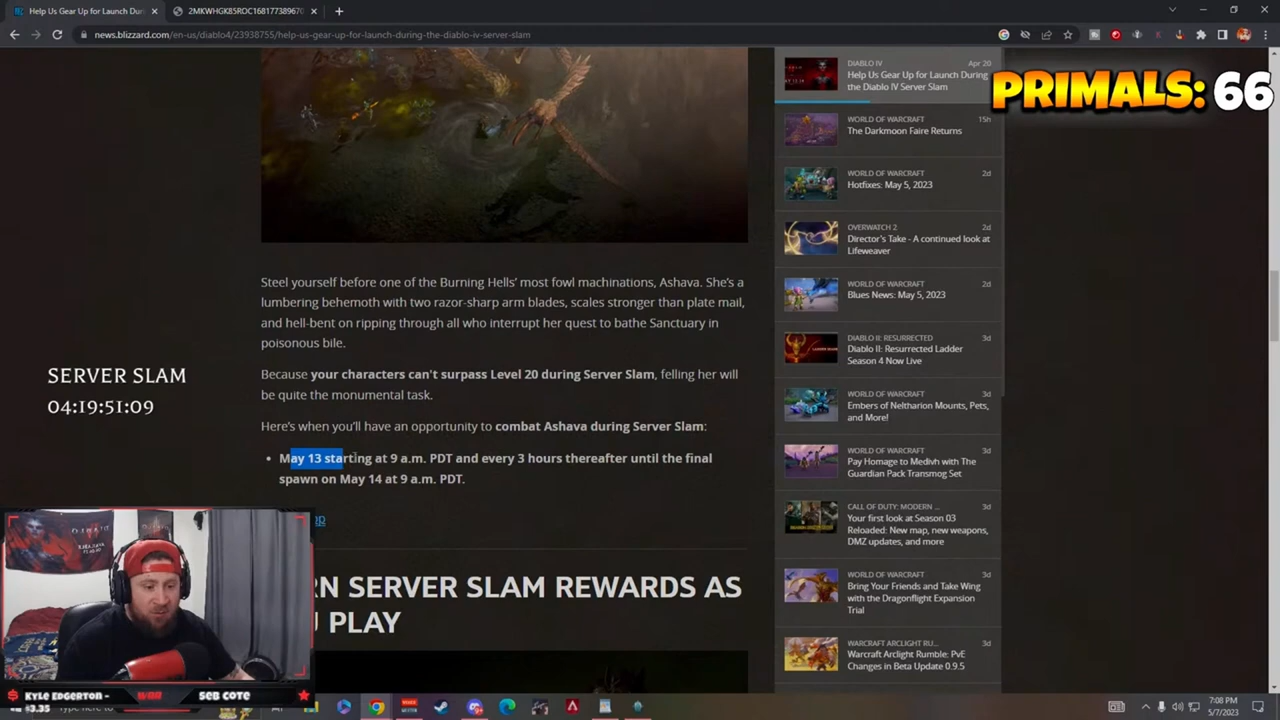 Help Us Gear Up for Launch During
2MKWHGK85ROC168177389670
news.blizzard.com/en-us/diablo4/23938755/help-us-gear-up-for-launch-during-the-diablo-iv-server-slam
PRIMALS: 66
DIABLO IV
Apr 20
Help Us Gear Up for Launch During
the Diablo IV Server Slam
WORLD OF WARCRAFT
15h
The Darkmoon Faire Returns
WORLD OF WARCRAFT
2d
Hotfixes: May 5, 2023
OVERWATCH 2
2d
Director's Take - A continued look at
Lifeweaver
WORLD OF WARCRAFT
2d
Blues News: May 5, 2023
DIABLO II: RESURRECTED
3d
Diablo II: Resurrected Ladder
Season 4 Now Live
WORLD OF WARCRAFT
3d
Embers of Neltharion Mounts, Pets,
and More!
WORLD OF WARCRAFT
3d
Pay Homage to Medivh with The
Guardian Pack Transmog Set
CALL OF DUTY: MODERN ...
3d
Your first look at Season 03
Reloaded: New map, new weapons,
DMZ updates, and more
WORLD OF WARCRAFT
3d
Bring Your Friends and Take Wing
with the Dragonflight Expansion
Trial
WARCRAFT ARCLIGHT RU...
3d
Warcraft Arclight Rumble: PvE
Changes in Beta Update 0.9.5
Steel yourself before one of the Burning Hells' most fowl machinations, Ashava. She's a
lumbering behemoth with two razor-sharp arm blades, scales stronger than plate mail,
and hell-bent on ripping through all who interrupt her quest to bathe Sanctuary in
poisonous bile.
Because your characters can't surpass Level 20 during Server Slam, felling her will
be quite the monumental task.
Here's when you'll have an opportunity to combat Ashava during Server Slam:
• May 13 starting at 9 a.m. PDT and every 3 hours thereafter until the final
spawn on May 14 at 9 a.m. PDT.
RN SERVER SLAM REWARDS AS
PLAY
SERVER SLAM
04:19:51:09
KYLE EDGERTON -
SEB COTE
$3.35
7:08 PM
5/7/2023